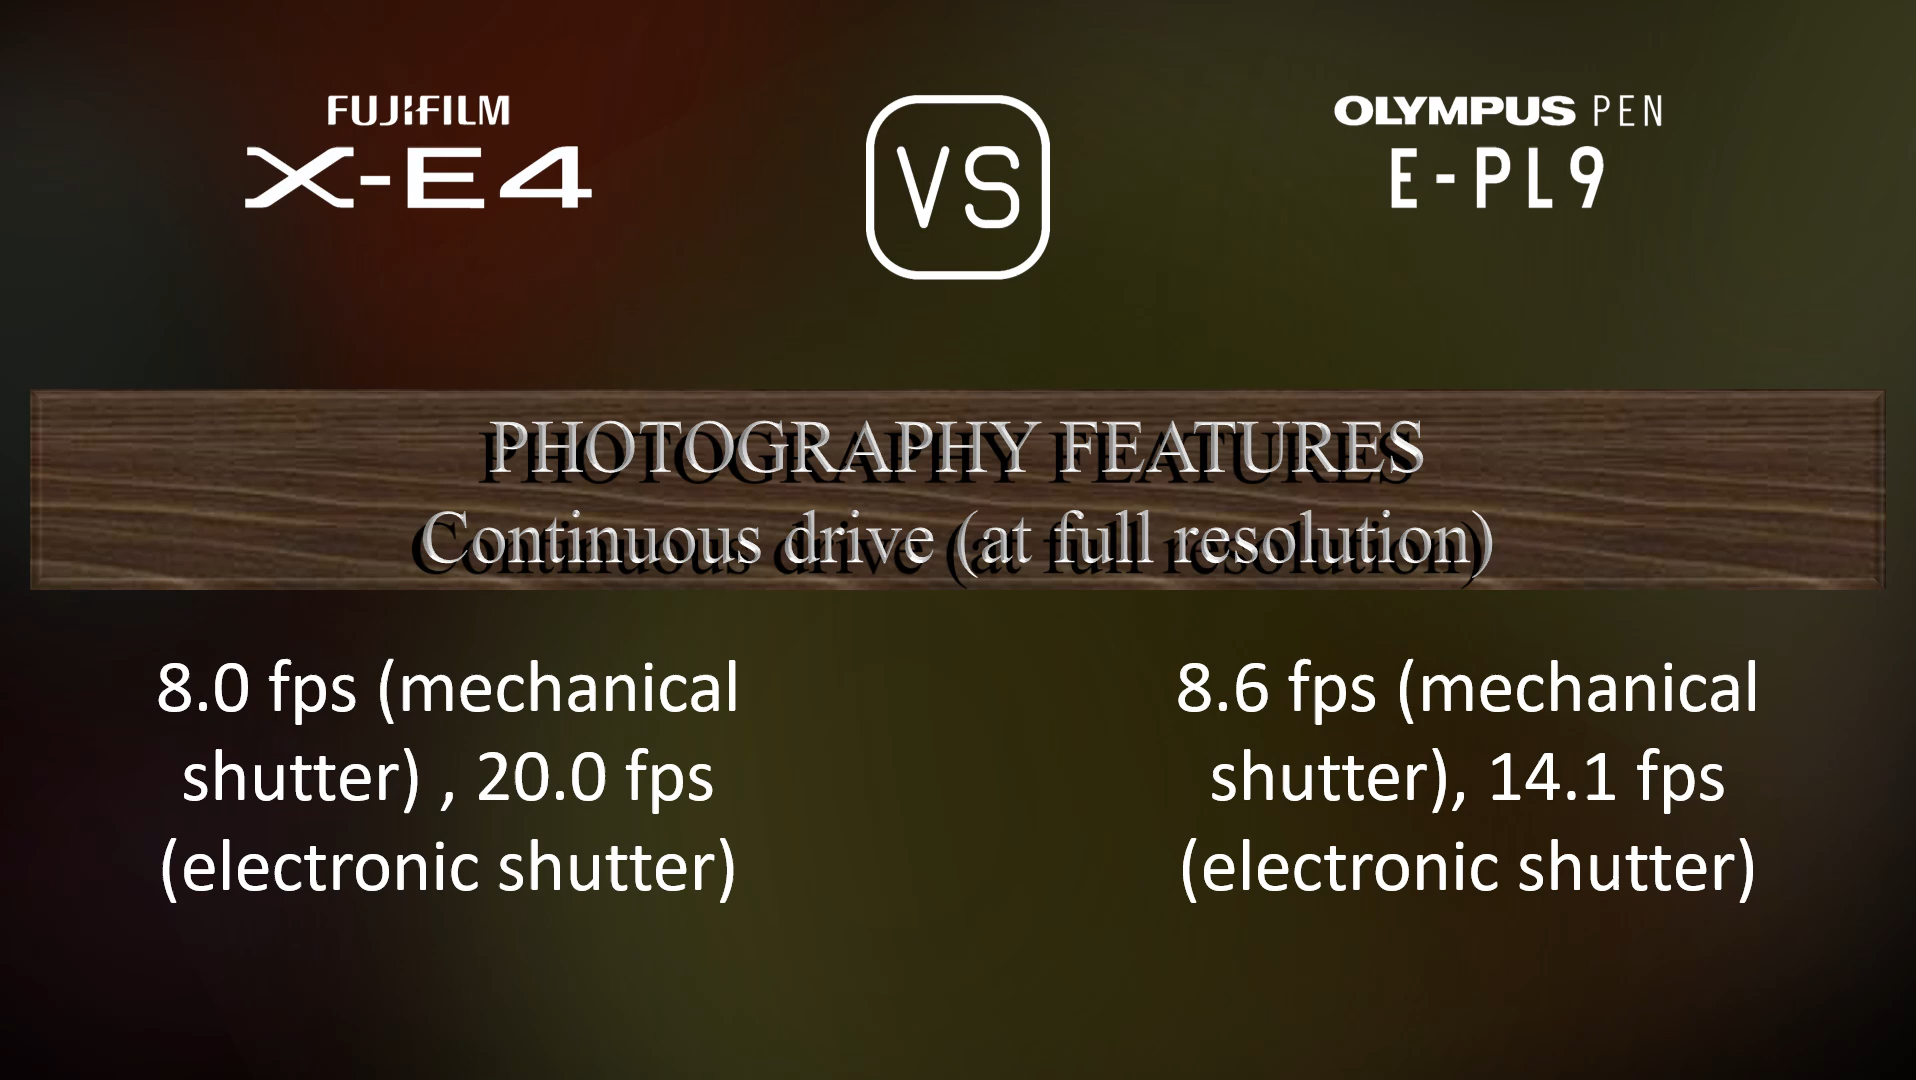 FUJIFILM
X-E4
VS
OLYMPUS PEN
E-PL9
PHOTOGRAPHY FEATURES
Continuous drive (at full resolution)
8.0 fps (mechanical
shutter) , 20.0 fps
(electronic shutter)
8.6 fps (mechanical
shutter), 14.1 fps
(electronic shutter)